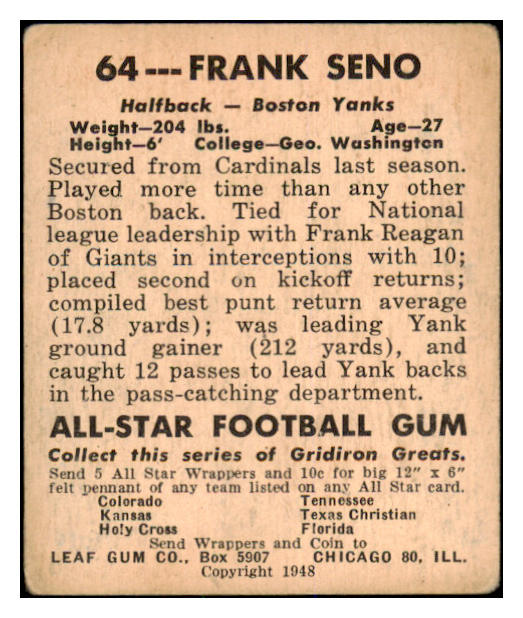 64---FRANK SENO
Halfback — Boston Yanks
Weight—204 lbs. Age—27
Height—6' College—Geo. Washington
Secured from Cardinals last season.
Played more time than any other
Boston back. Tied for National
league leadership with Frank Reagan
of Giants in interceptions with 10;
placed second on kickoff returns;
compiled best punt return average
(17.8 yards); was leading Yank
ground gainer (212 yards), and
caught 12 passes to lead Yank backs
in the pass-catching department.
ALL-STAR FOOTBALL GUM
Collect this series of Gridiron Greats.
Send 5 All Star Wrappers and 10c for big 12" x 6"
felt pennant of any team listed on any All Star card.
Colorado Tennessee
Kansas Texas Christian
Holy Cross Florida
Send Wrappers and Coin to
LEAF GUM CO., Box 5907 CHICAGO 80, ILL.
Copyright 1948